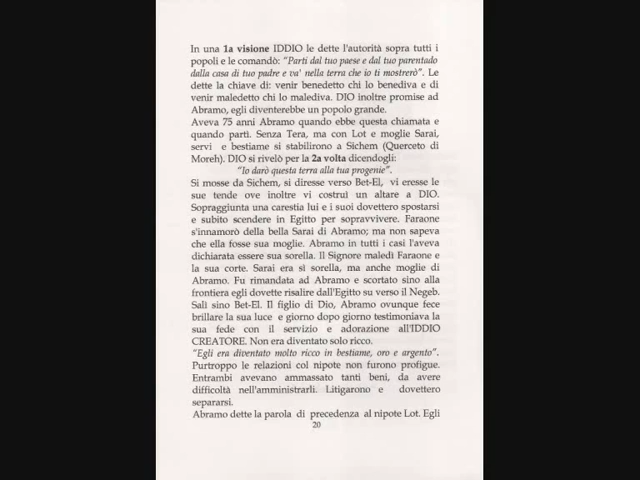 In una 1a visione IDDIO le dette l'autorità sopra tutti i
popoli e le comandò: "Parti dal tuo paese e dal tuo parentado
dalla casa di tuo padre e va' nella terra che io ti mostrerò". Le
dette la chiave di: venir benedetto chi lo benediva e di
venir maledetto chi lo malediva. DIO inoltre promise ad
Abramo, egli diventerebbe un popolo grande.
Aveva 75 anni Abramo quando ebbe questa chiamata e
quando partì. Senza Tera, ma con Lot e moglie Sarai,
servi e bestiame si stabilirono a Sichem (Querceto di
Moreh). DIO si rivelò per la 2a volta dicendogli:
"Io darò questa terra alla tua progenie".
Si mosse da Sichem, si diresse verso Bet-El, vi eresse le
sue tende ove inoltre vi costruì un altare a DIO.
Sopraggiunta una carestia lui e i suoi dovettero spostarsi
e subito scendere in Egitto per sopravvivere. Faraone
s'innamorò della bella Sarai di Abramo; ma non sapeva
che ella fosse sua moglie. Abramo in tutti i casi l'aveva
dichiarata essere sua sorella. Il Signore maledì Faraone e
la sua corte. Sarai era sì sorella, ma anche moglie di
Abramo. Fu rimandata ad Abramo e scortato sino alla
frontiera egli dovette risalire dall'Egitto su verso il Negeb.
Salì sino Bet-El. Il figlio di Dio, Abramo ovunque fece
brillare la sua luce e giorno dopo giorno testimoniava la
sua fede con il servizio e adorazione all'IDDIO
CREATORE. Non era diventato solo ricco.
"Egli era diventato molto ricco in bestiame, oro e argento".
Purtroppo le relazioni col nipote non furono profigue.
Entrambi avevano ammassato tanti beni, da avere
difficoltà nell'amministrarli. Litigarono e dovettero
separarsi.
Abramo dette la parola di precedenza al nipote Lot. Egli
20